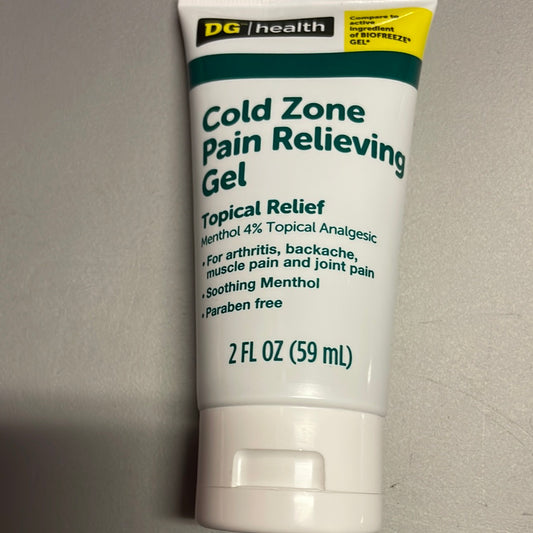 DG™ health
Compare to
active
ingredient
of BIOFREEZE®
GEL*
Cold Zone
Pain Relieving
Gel
Topical Relief
Menthol 4% Topical Analgesic
• For arthritis, backache,
muscle pain and joint pain
• Soothing Menthol
• Paraben free
2 FL OZ (59 mL)